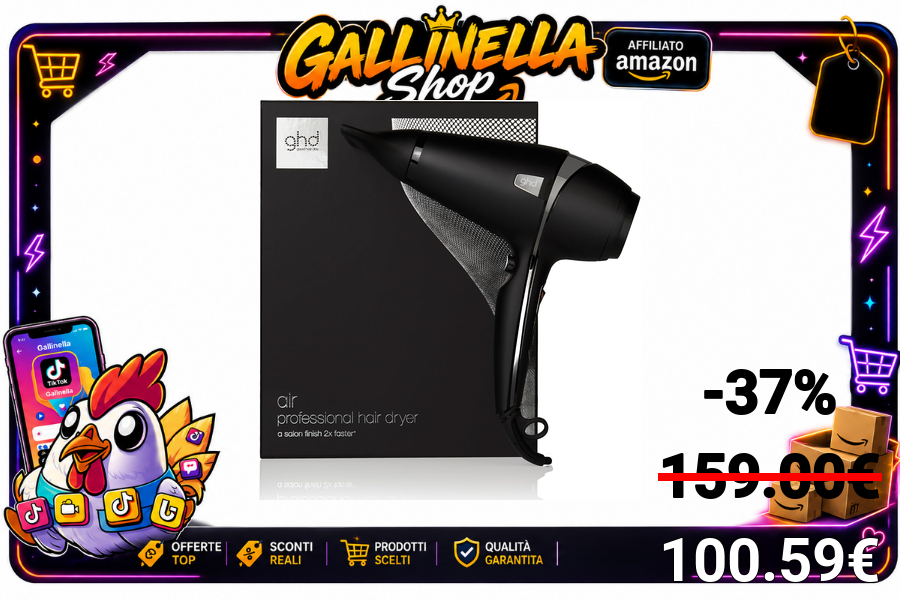 GALLINELLA
Shop
AFFILIATO
amazon
ghd
ghd
air
professional hair dryer
a salon finish 2x faster*
Gallinella
TikTok
Gallinella
-37%
159.00€
100.59€
OFFERTE
TOP
SCONTI
REALI
PRODOTTI
SCELTI
QUALITÀ
GARANTITA